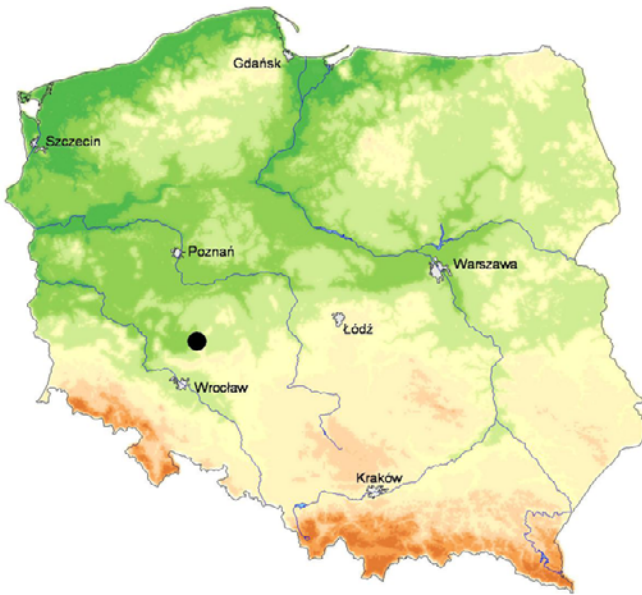 Gdańsk
Szczecin
Poznań
Warszawa
Łódź
Wrocław
Kraków